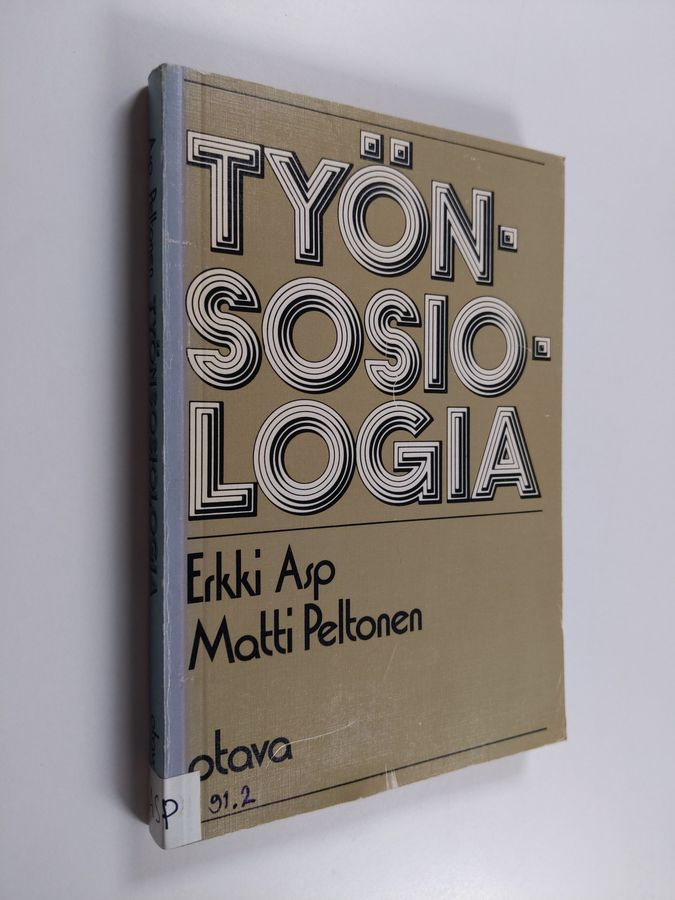 TYÖN-
SOSIO-
LOGIA
Erkki Asp
Matti Peltonen
otava
ASP 91.2
Asp Peltonen TYÖNSOSIOLOGIA